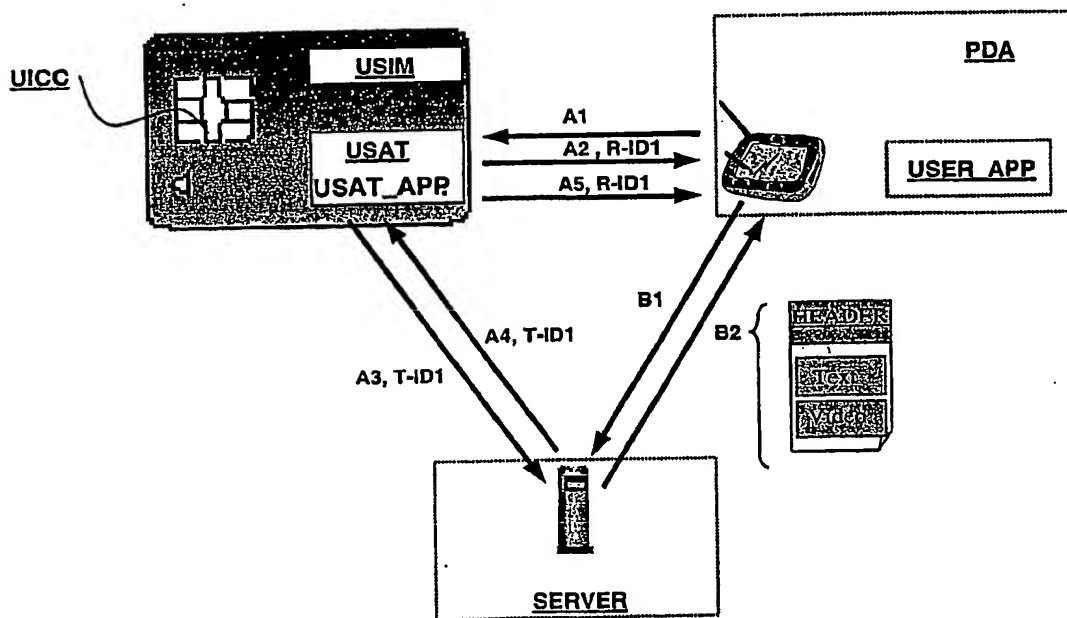 UICC
USIM
USAT
USAT_APP.
PDA
USER_APP
A1
A2 , R-ID1
A5, R-ID1
A3, T-ID1
A4, T-ID1
B1
B2
HEADER
Text
Video
SERVER